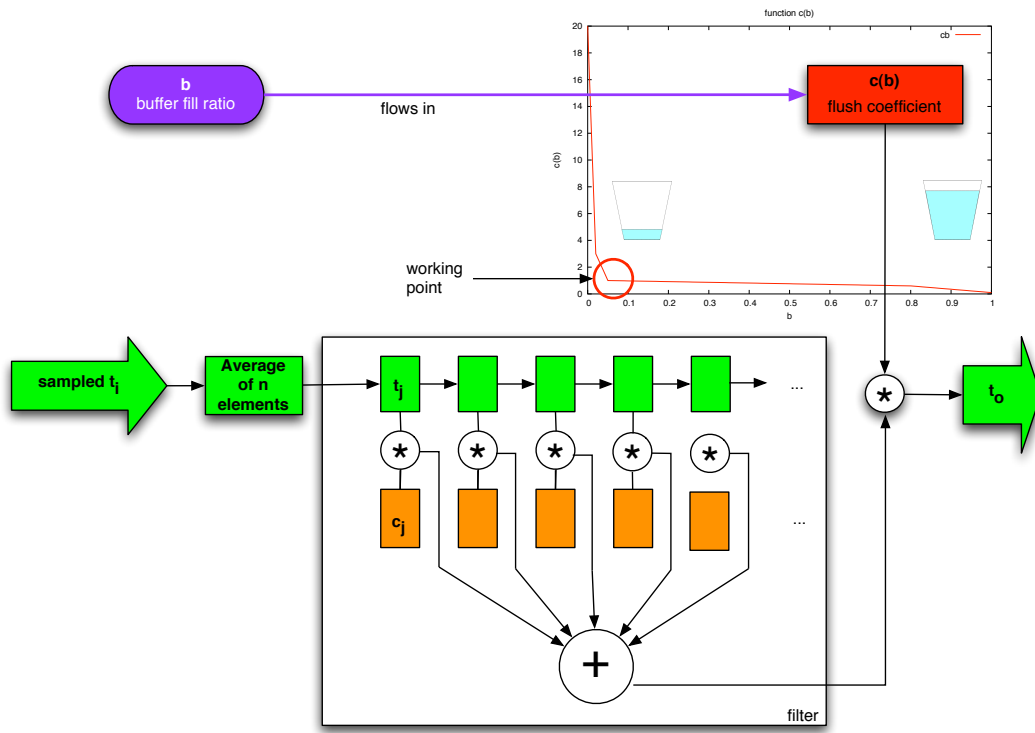 function c(b)
cb
b
buffer fill ratio
flows in
c(b)
flush coefficient
c(b)
20
18
16
14
12
10
8
6
4
2
0
0
0.1
0.2
0.3
0.4
0.5
0.6
0.7
0.8
0.9
1
b
working
point
sampled ti
Average
of n
elements
tj
...
*
*
*
*
*
*
to
cj
...
+
filter